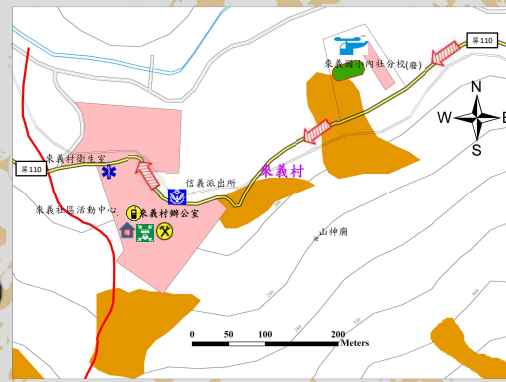 屏110
來義國小內社分校(廢)
N
W
E
S
來義村衛生室
屏110
信義派出所
來義村
來義社區活動中心
來義村辦公室
山神廟
0 50 100 200
Meters